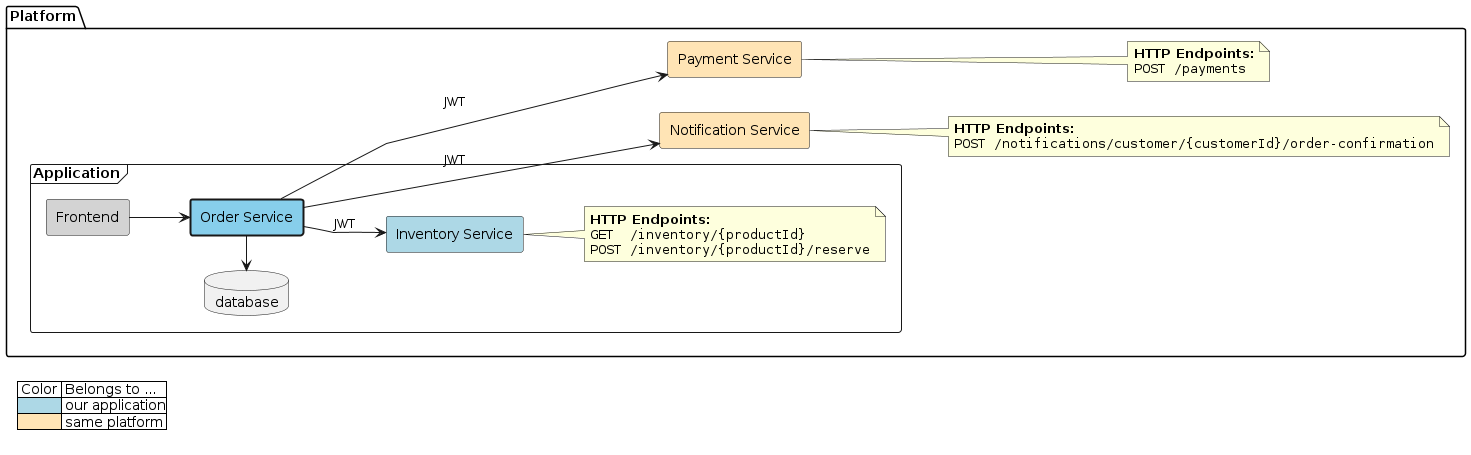 Platform
Payment Service
HTTP Endpoints:
POST /payments
JWT
Notification Service
HTTP Endpoints:
POST /notifications/customer/{customerId}/order-confirmation
JWT
Application
Frontend
Order Service
JWT
Inventory Service
HTTP Endpoints:
GET  /inventory/{productId}
POST /inventory/{productId}/reserve
database
Color Belongs to ...
our application
same platform